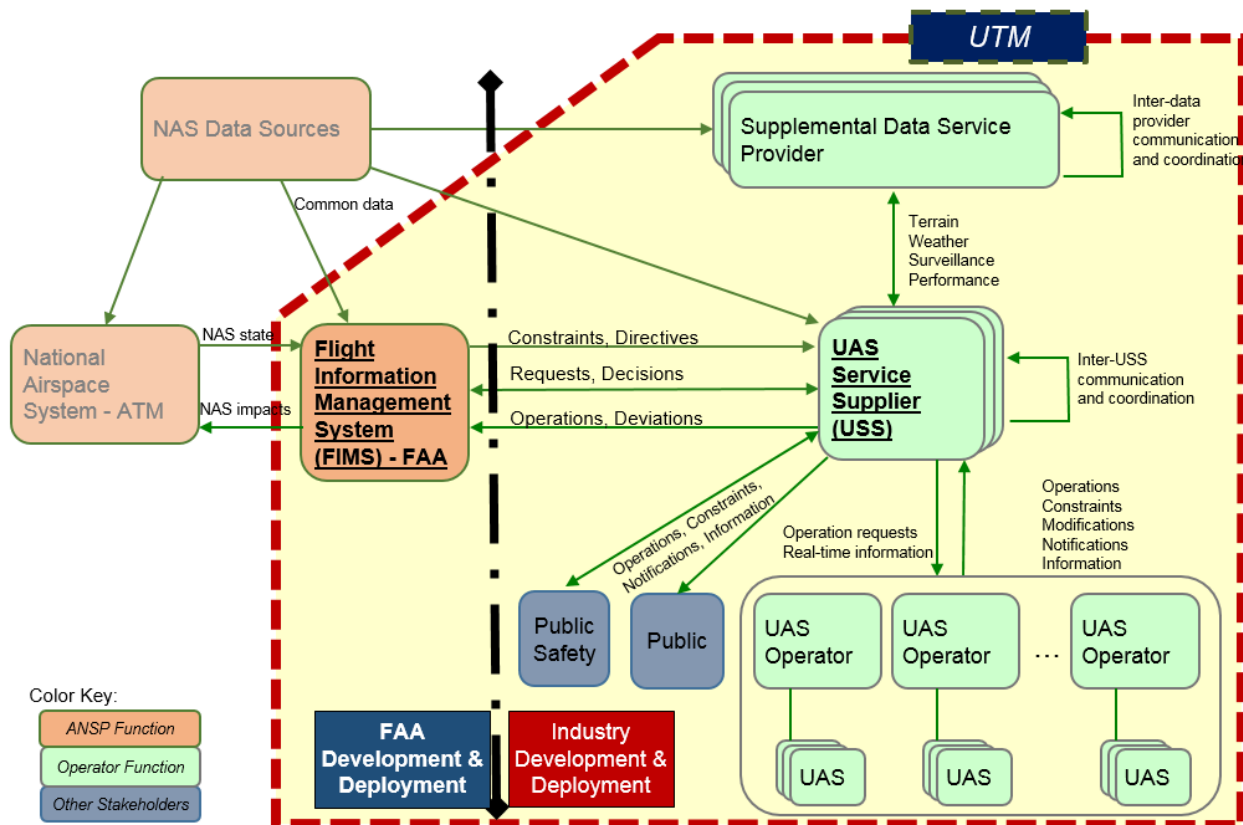 UTM
NAS Data Sources
Supplemental Data Service
Provider
Inter-data
provider
communication
and coordination
Common data
Terrain
Weather
Surveillance
Performance
National
Airspace
System - ATM
NAS state
NAS impacts
Flight
Information
Management
System
(FIMS) - FAA
Constraints, Directives
Requests, Decisions
Operations, Deviations
UAS
Service
Supplier
(USS)
Inter-USS
communication
and coordination
Operations, Constraints,
Notifications, Information
Operation requests
Real-time information
Operations
Constraints
Modifications
Notifications
Information
Public
Safety
Public
UAS
Operator
UAS
Operator
...
UAS
Operator
UAS
UAS
UAS
Color Key:
ANSP Function
Operator Function
Other Stakeholders
FAA
Development &
Deployment
Industry
Development &
Deployment